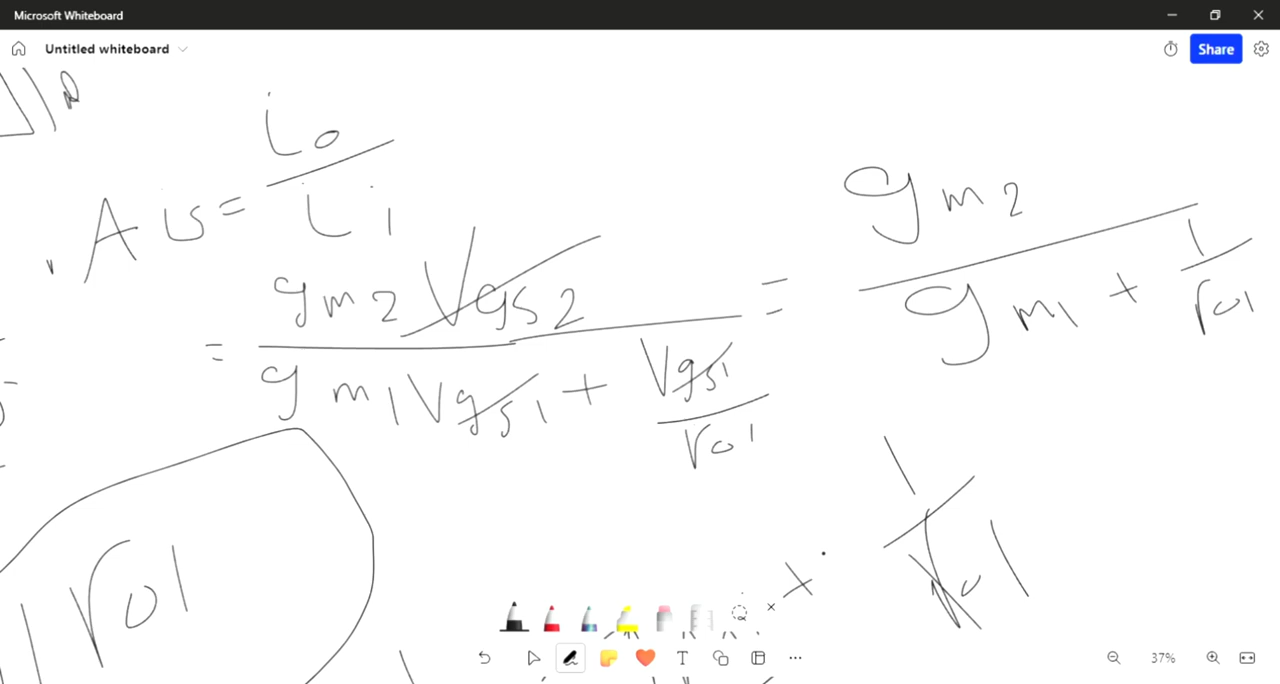 Microsoft Whiteboard
Untitled whiteboard
Share
Ais = io / ii
= gm2 Vgs2 / gm1 Vgs1 + Vgs1 / ro1 = gm2 / gm1 + 1 / ro1
1 / ro1
ro1
37%